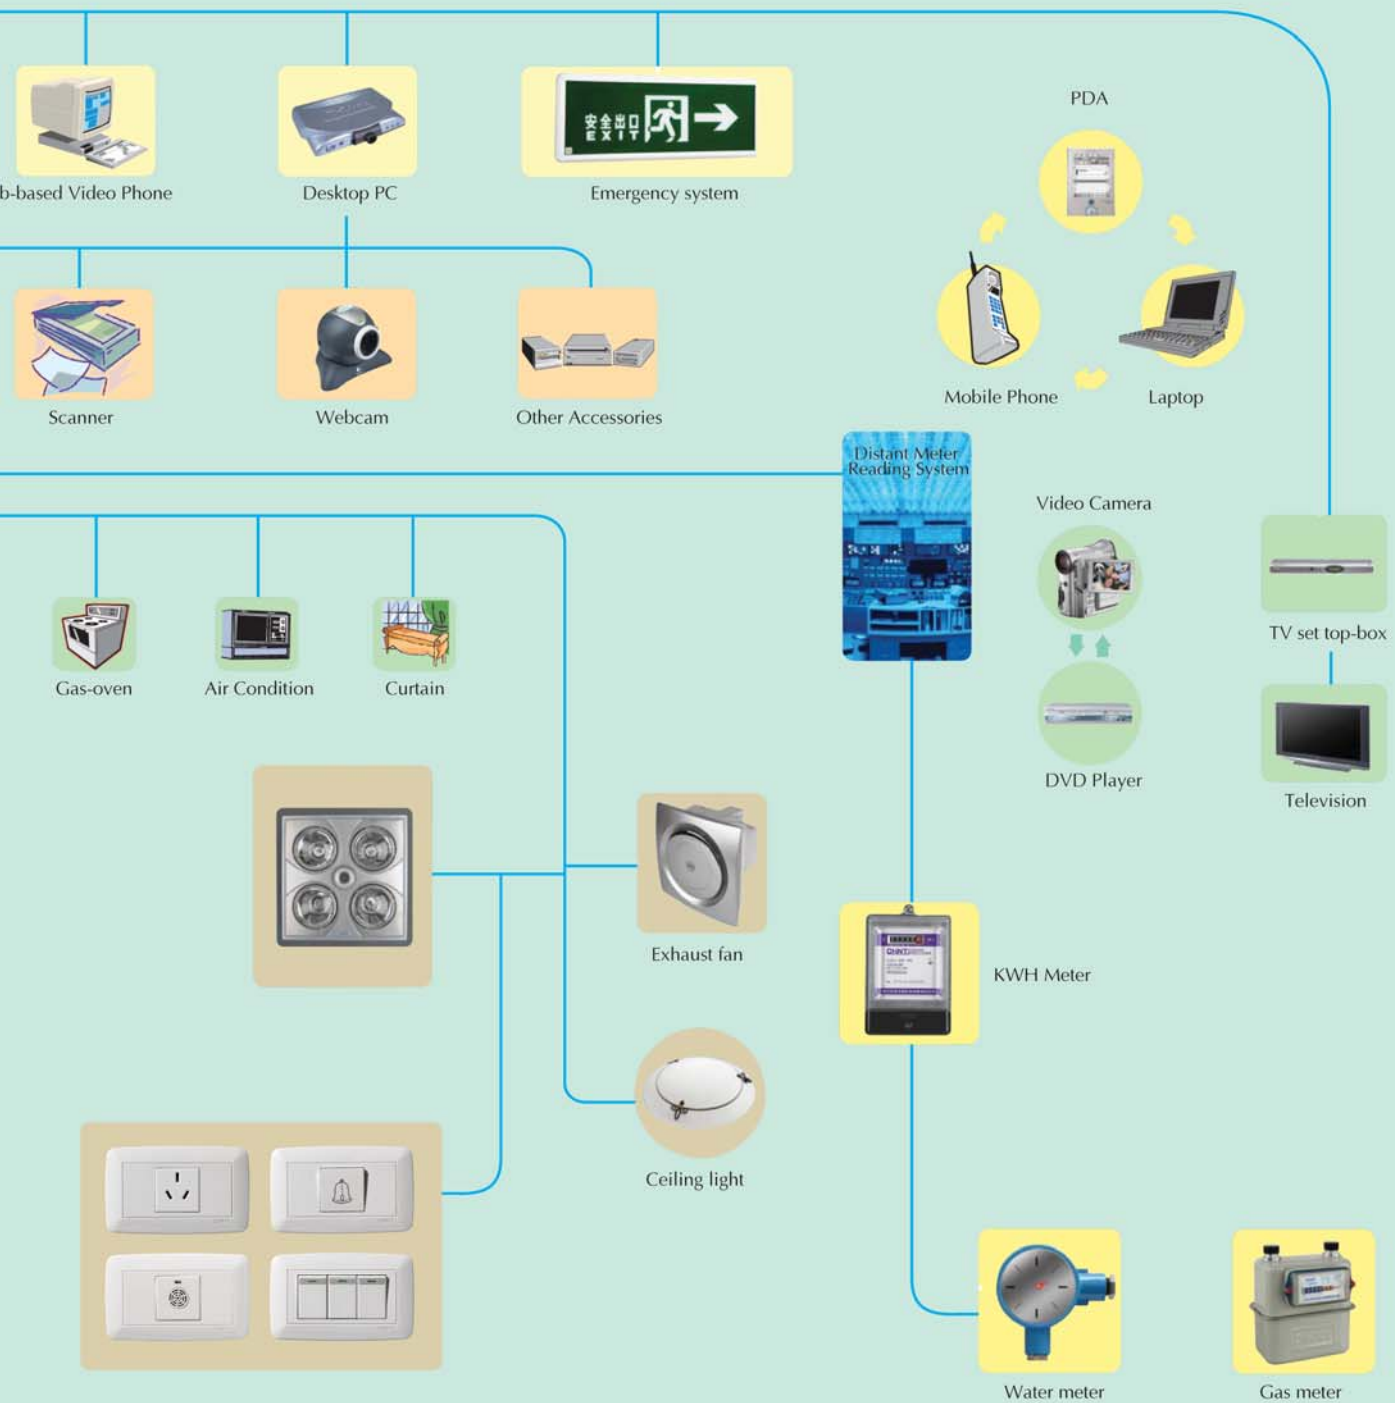 安全出口
EXIT
b-based Video Phone
Desktop PC
Emergency system
PDA
Scanner
Webcam
Other Accessories
Mobile Phone
Laptop
Distant Meter
Reading System
Video Camera
Gas-oven
Air Condition
Curtain
TV set top-box
DVD Player
Television
Exhaust fan
CHNT
KWH Meter
Ceiling light
Water meter
Gas meter